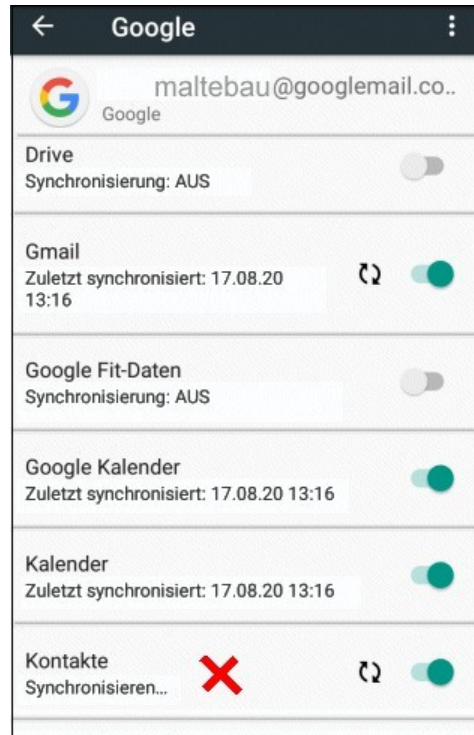 Google
maltebau@googlemail.co..
Google
Drive
Synchronisierung: AUS
Gmail
Zuletzt synchronisiert: 17.08.20
13:16
Google Fit-Daten
Synchronisierung: AUS
Google Kalender
Zuletzt synchronisiert: 17.08.20 13:16
Kalender
Zuletzt synchronisiert: 17.08.20 13:16
Kontakte
Synchronisieren...